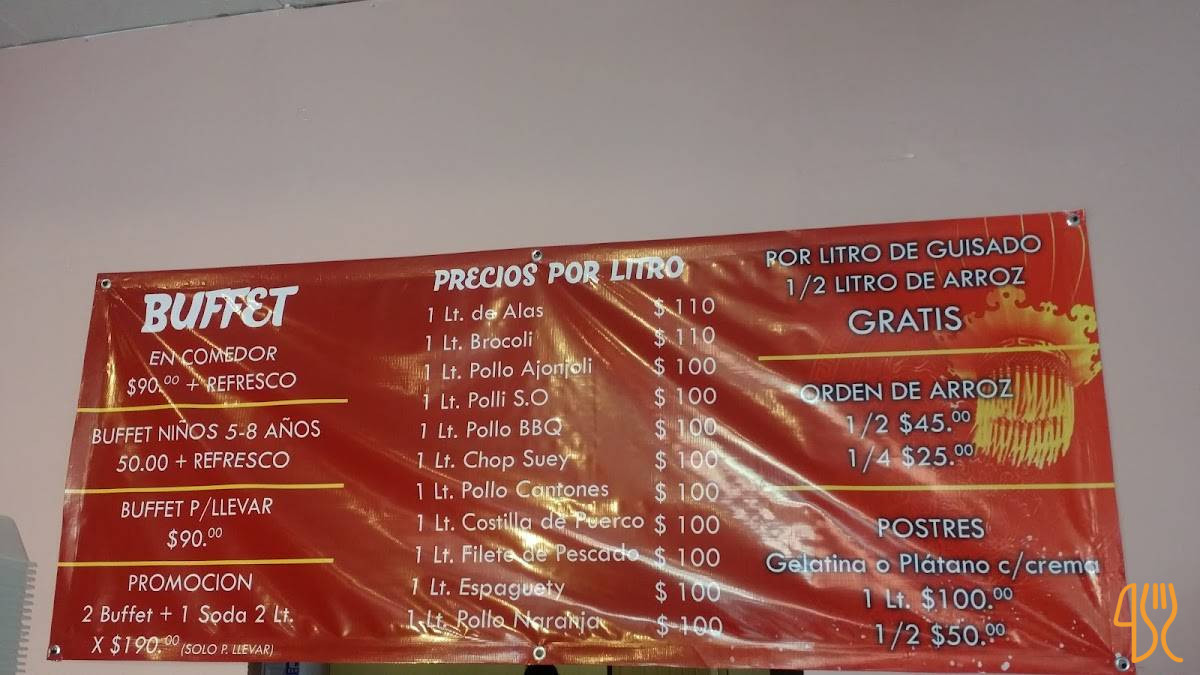 BUFFET
EN COMEDOR
$90.00 + REFRESCO
BUFFET NIÑOS 5-8 AÑOS
50.00 + REFRESCO
BUFFET P/LLEVAR
$90.00
PROMOCION
2 Buffet + 1 Soda 2 Lt.
X $190.00 (SOLO P. LLEVAR)
PRECIOS POR LITRO
1 Lt. de Alas $ 110
1 Lt. Brocoli $ 110
1 Lt. Pollo Ajonjoli $ 100
1 Lt. Polli S.O $ 100
1 Lt. Pollo BBQ $ 100
1 Lt. Chop Suey $ 100
1 Lt. Pollo Cantones $ 100
1 Lt. Costilla de Puerco $ 100
1 Lt. Filete de Pescado $ 100
1 Lt. Espaguety $ 100
1 Lt. Pollo Naranja $ 100
POR LITRO DE GUISADO
1/2 LITRO DE ARROZ
GRATIS
ORDEN DE ARROZ
1/2 $45.00
1/4 $25.00
POSTRES
Gelatina o Plátano c/crema
1 Lt. $100.00
1/2 $50.00